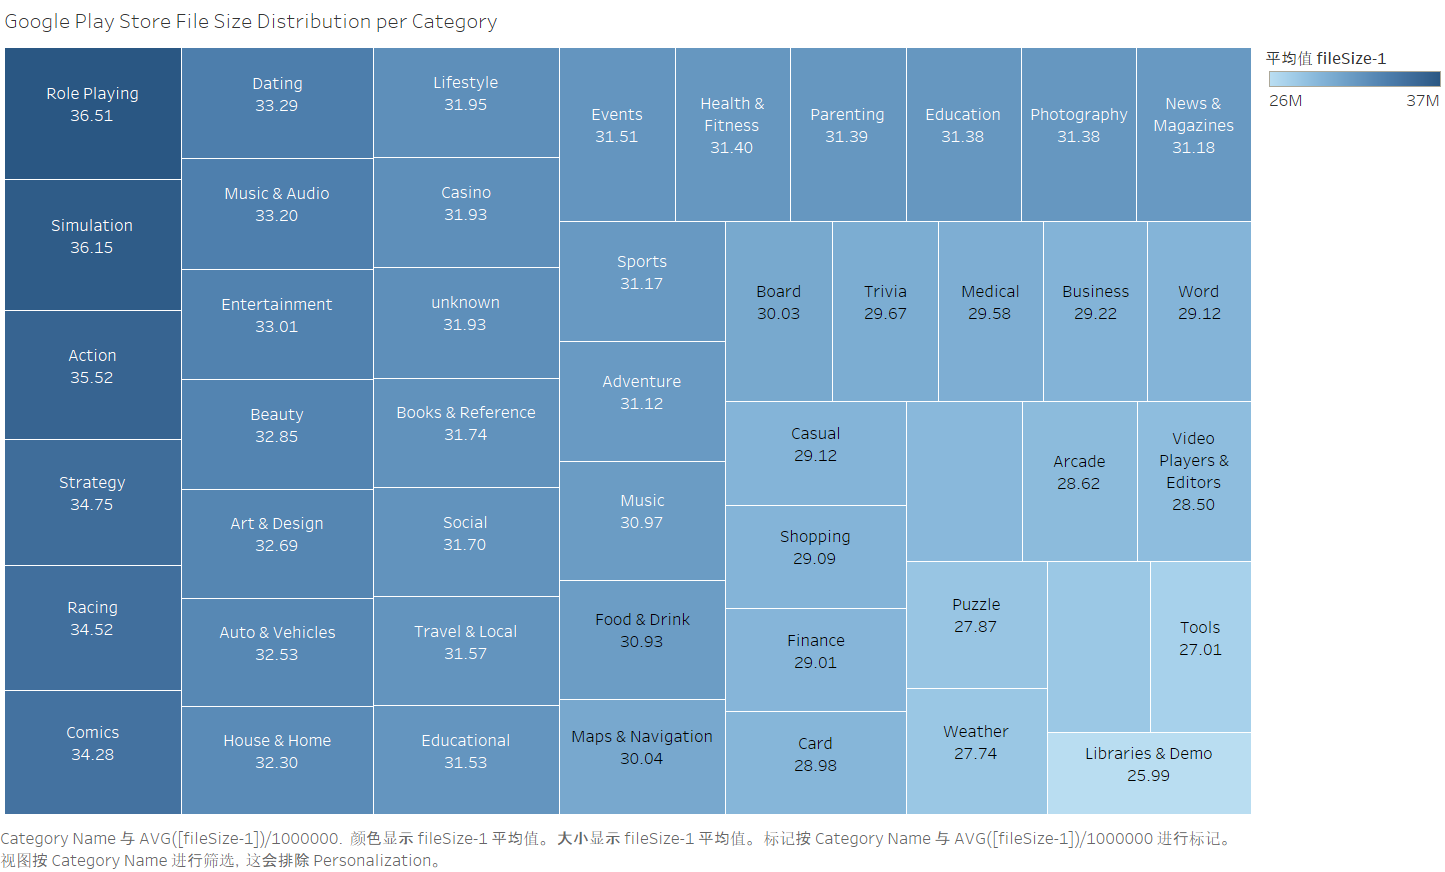 Google Play Store File Size Distribution per Category
Role Playing
36.51
Simulation
36.15
Action
35.52
Strategy
34.75
Racing
34.52
Comics
34.28
Dating
33.29
Music & Audio
33.20
Entertainment
33.01
Beauty
32.85
Art & Design
32.69
Auto & Vehicles
32.53
House & Home
32.30
Lifestyle
31.95
Casino
31.93
unknown
31.93
Books & Reference
31.74
Social
31.70
Travel & Local
31.57
Educational
31.53
Events
31.51
Health &
Fitness
31.40
Parenting
31.39
Education
31.38
Photography
31.38
News &
Magazines
31.18
Sports
31.17
Adventure
31.12
Music
30.97
Food & Drink
30.93
Maps & Navigation
30.04
Board
30.03
Trivia
29.67
Medical
29.58
Business
29.22
Word
29.12
Casual
29.12
Shopping
29.09
Finance
29.01
Card
28.98
Arcade
28.62
Video
Players &
Editors
28.50
Puzzle
27.87
Weather
27.74
Tools
27.01
Libraries & Demo
25.99
平均值 fileSize-1
26M
37M
Category Name 与 AVG([fileSize-1])/1000000. 颜色显示 fileSize-1 平均值。 大小显示 fileSize-1 平均值。 标记按 Category Name 与 AVG([fileSize-1])/1000000 进行标记。
视图按 Category Name 进行筛选, 这会排除 Personalization。